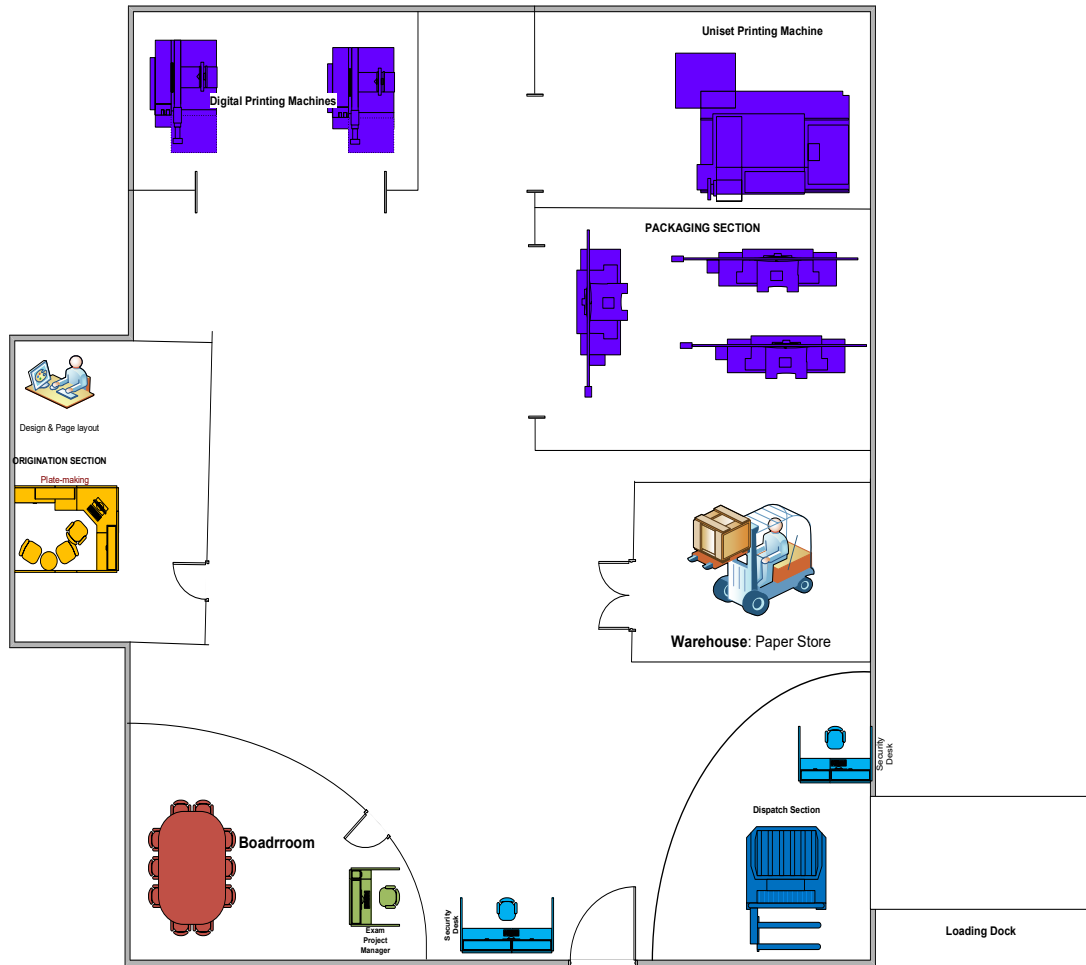 Uniset Printing Machine
Digital Printing Machines
PACKAGING SECTION
Design & Page layout
ORIGINATION SECTION
Plate-making
Warehouse: Paper Store
Security
Desk
Dispatch Section
Boadrroom
Exam
Project
Manager
Security
Desk
Loading Dock